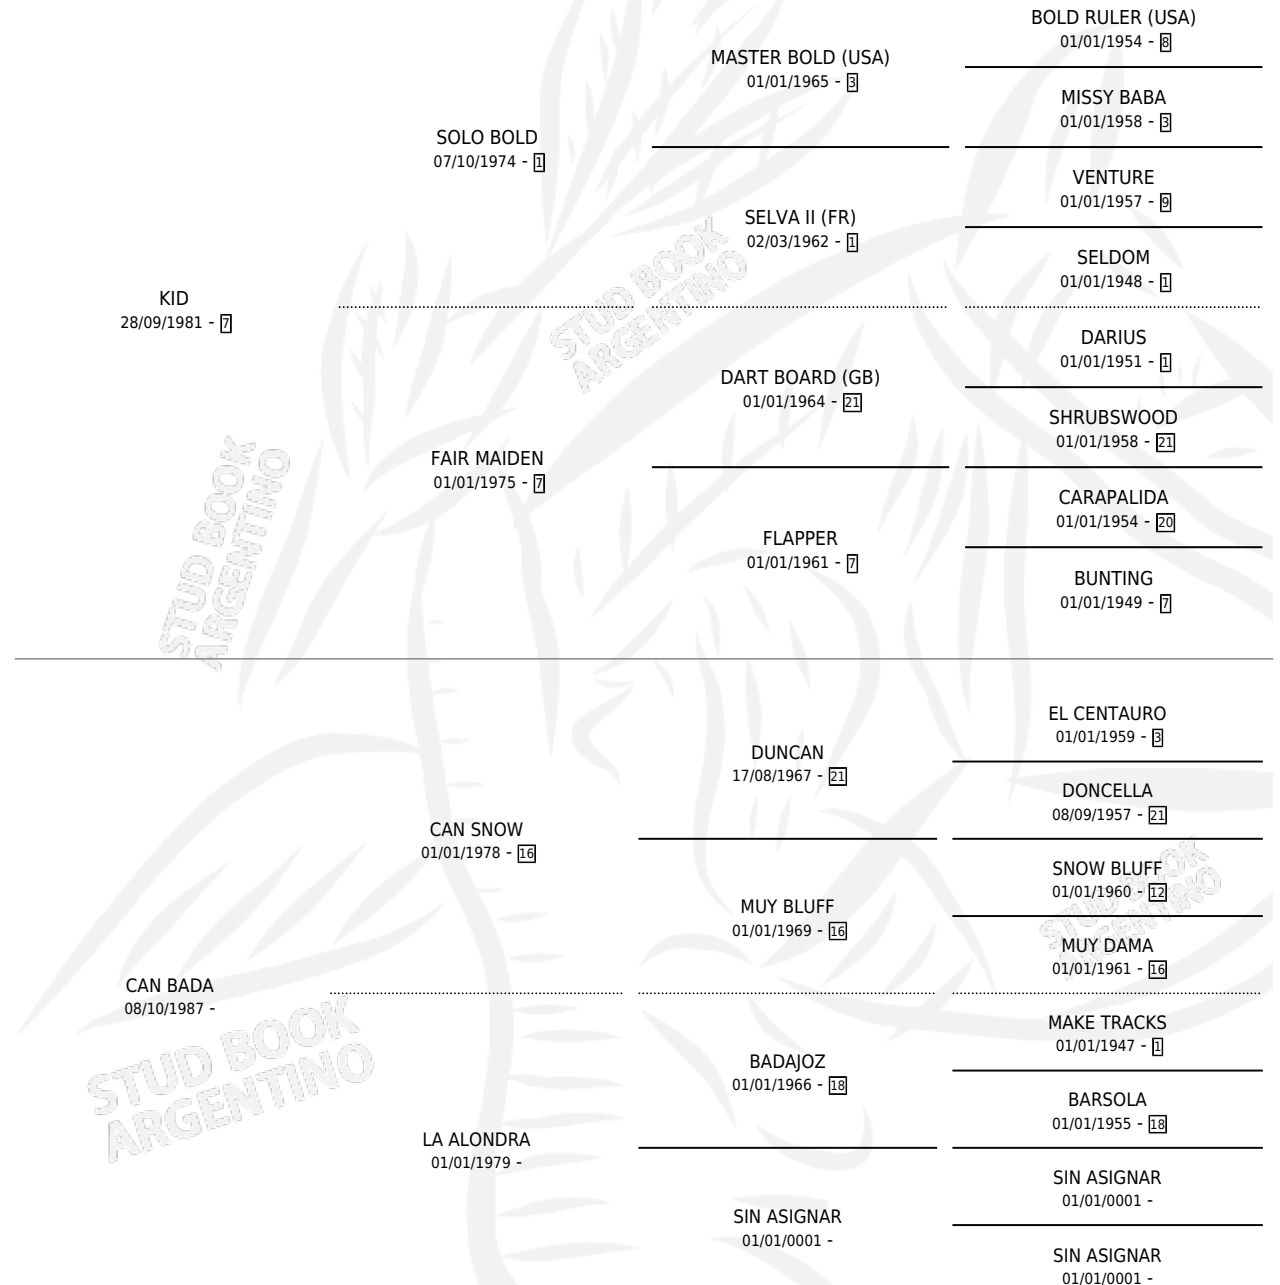 BOLD RULER (USA)
01/01/1954 - 8
MASTER BOLD (USA)
01/01/1965 - 3
MISSY BABA
01/01/1958 - 3
SOLO BOLD
07/10/1974 - 1
VENTURE
01/01/1957 - 9
SELVA II (FR)
02/03/1962 - 1
SELDOM
01/01/1948 - 1
KID
28/09/1981 - 7
DARIUS
01/01/1951 - 1
DART BOARD (GB)
01/01/1964 - 21
SHRUBSWOOD
01/01/1958 - 21
FAIR MAIDEN
01/01/1975 - 7
CARAPALIDA
01/01/1954 - 20
FLAPPER
01/01/1961 - 7
BUNTING
01/01/1949 - 7
EL CENTAURO
01/01/1959 - 3
DUNCAN
17/08/1967 - 21
DONCELLA
08/09/1957 - 21
CAN SNOW
01/01/1978 - 16
SNOW BLUFF
01/01/1960 - 12
MUY BLUFF
01/01/1969 - 16
MUY DAMA
01/01/1961 - 16
CAN BADA
08/10/1987 -
MAKE TRACKS
01/01/1947 - 1
BADAJOZ
01/01/1966 - 18
BARSOLA
01/01/1955 - 18
LA ALONDRA
01/01/1979 -
SIN ASIGNAR
01/01/0001 -
SIN ASIGNAR
01/01/0001 -
SIN ASIGNAR
01/01/0001 -
STUD BOOK
ARGENTINO
STUD BOOK
ARGENTINO
STUD BOOK
ARGENTINO
STUD BOOK
ARGENTINO